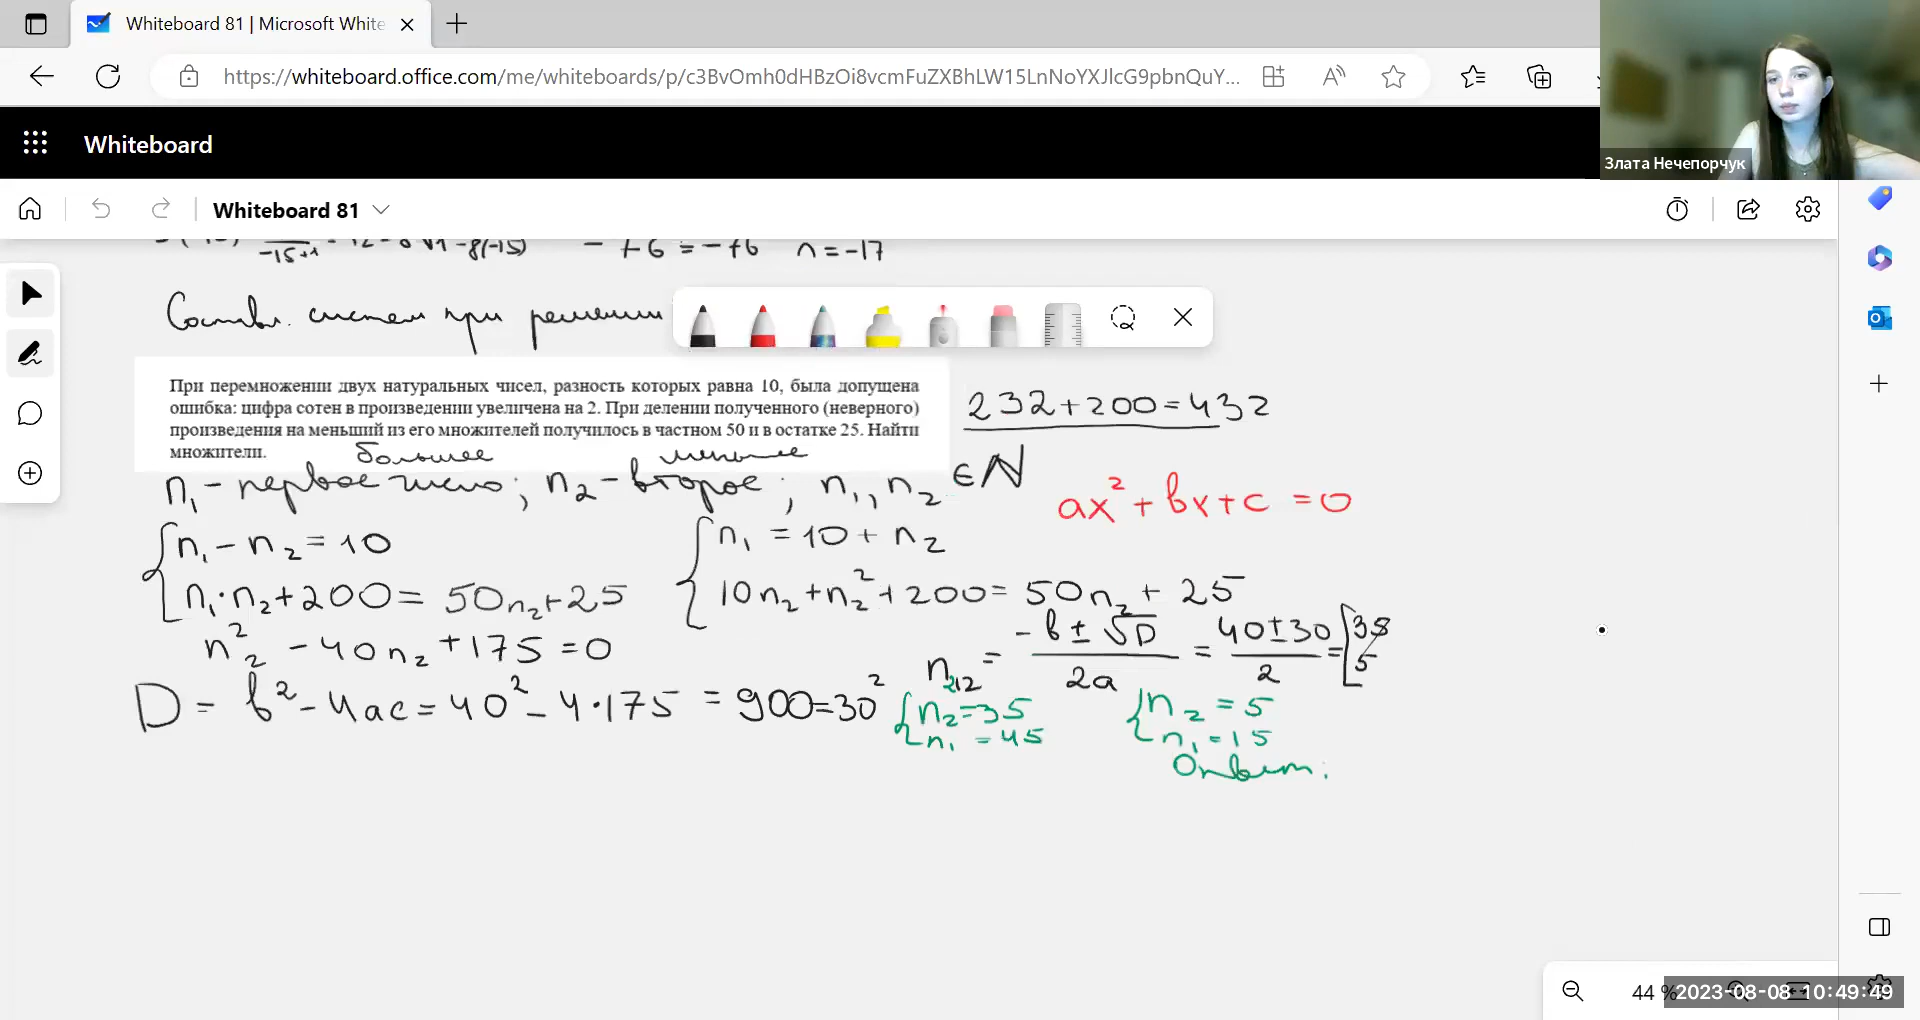 Whiteboard 81 | Microsoft White
https://whiteboard.office.com/me/whiteboards/p/c3BvOmh0dHBzOi8vcmFuZXBhLW15LnNoYXJlcG9pbnQuY...
Злата Нечепорчук
Whiteboard
Whiteboard 81
n = -17
Составл. систем при решении
При перемножении двух натуральных чисел, разность которых равна 10, была допущена
ошибка: цифра сотен в произведении увеличена на 2. При делении полученного (неверного)
произведения на меньший из его множителей получилось в частном 50 и в остатке 25. Найти
множители.
232 + 200 = 432
большее меньшее
n₁ - первое число; n₂ - второе; n₁, n₂ ∈ N
ax² + bx + c = 0
n₁ - n₂ = 10
n₁ · n₂ + 200 = 50n₂ + 25
n₁ = 10 + n₂
10n₂ + n₂² + 200 = 50n₂ + 25
n₂² - 40n₂ + 175 = 0
-b ± √D / 2a = 40 ± 30 / 2 = [35 5
D = b² - 4ac = 40² - 4 · 175 = 900 = 30²
n₂ = 35
n₁ = 45
n₂ = 5
n₁ = 15
Ответ:
44 %
2023-08-08 10:49:49